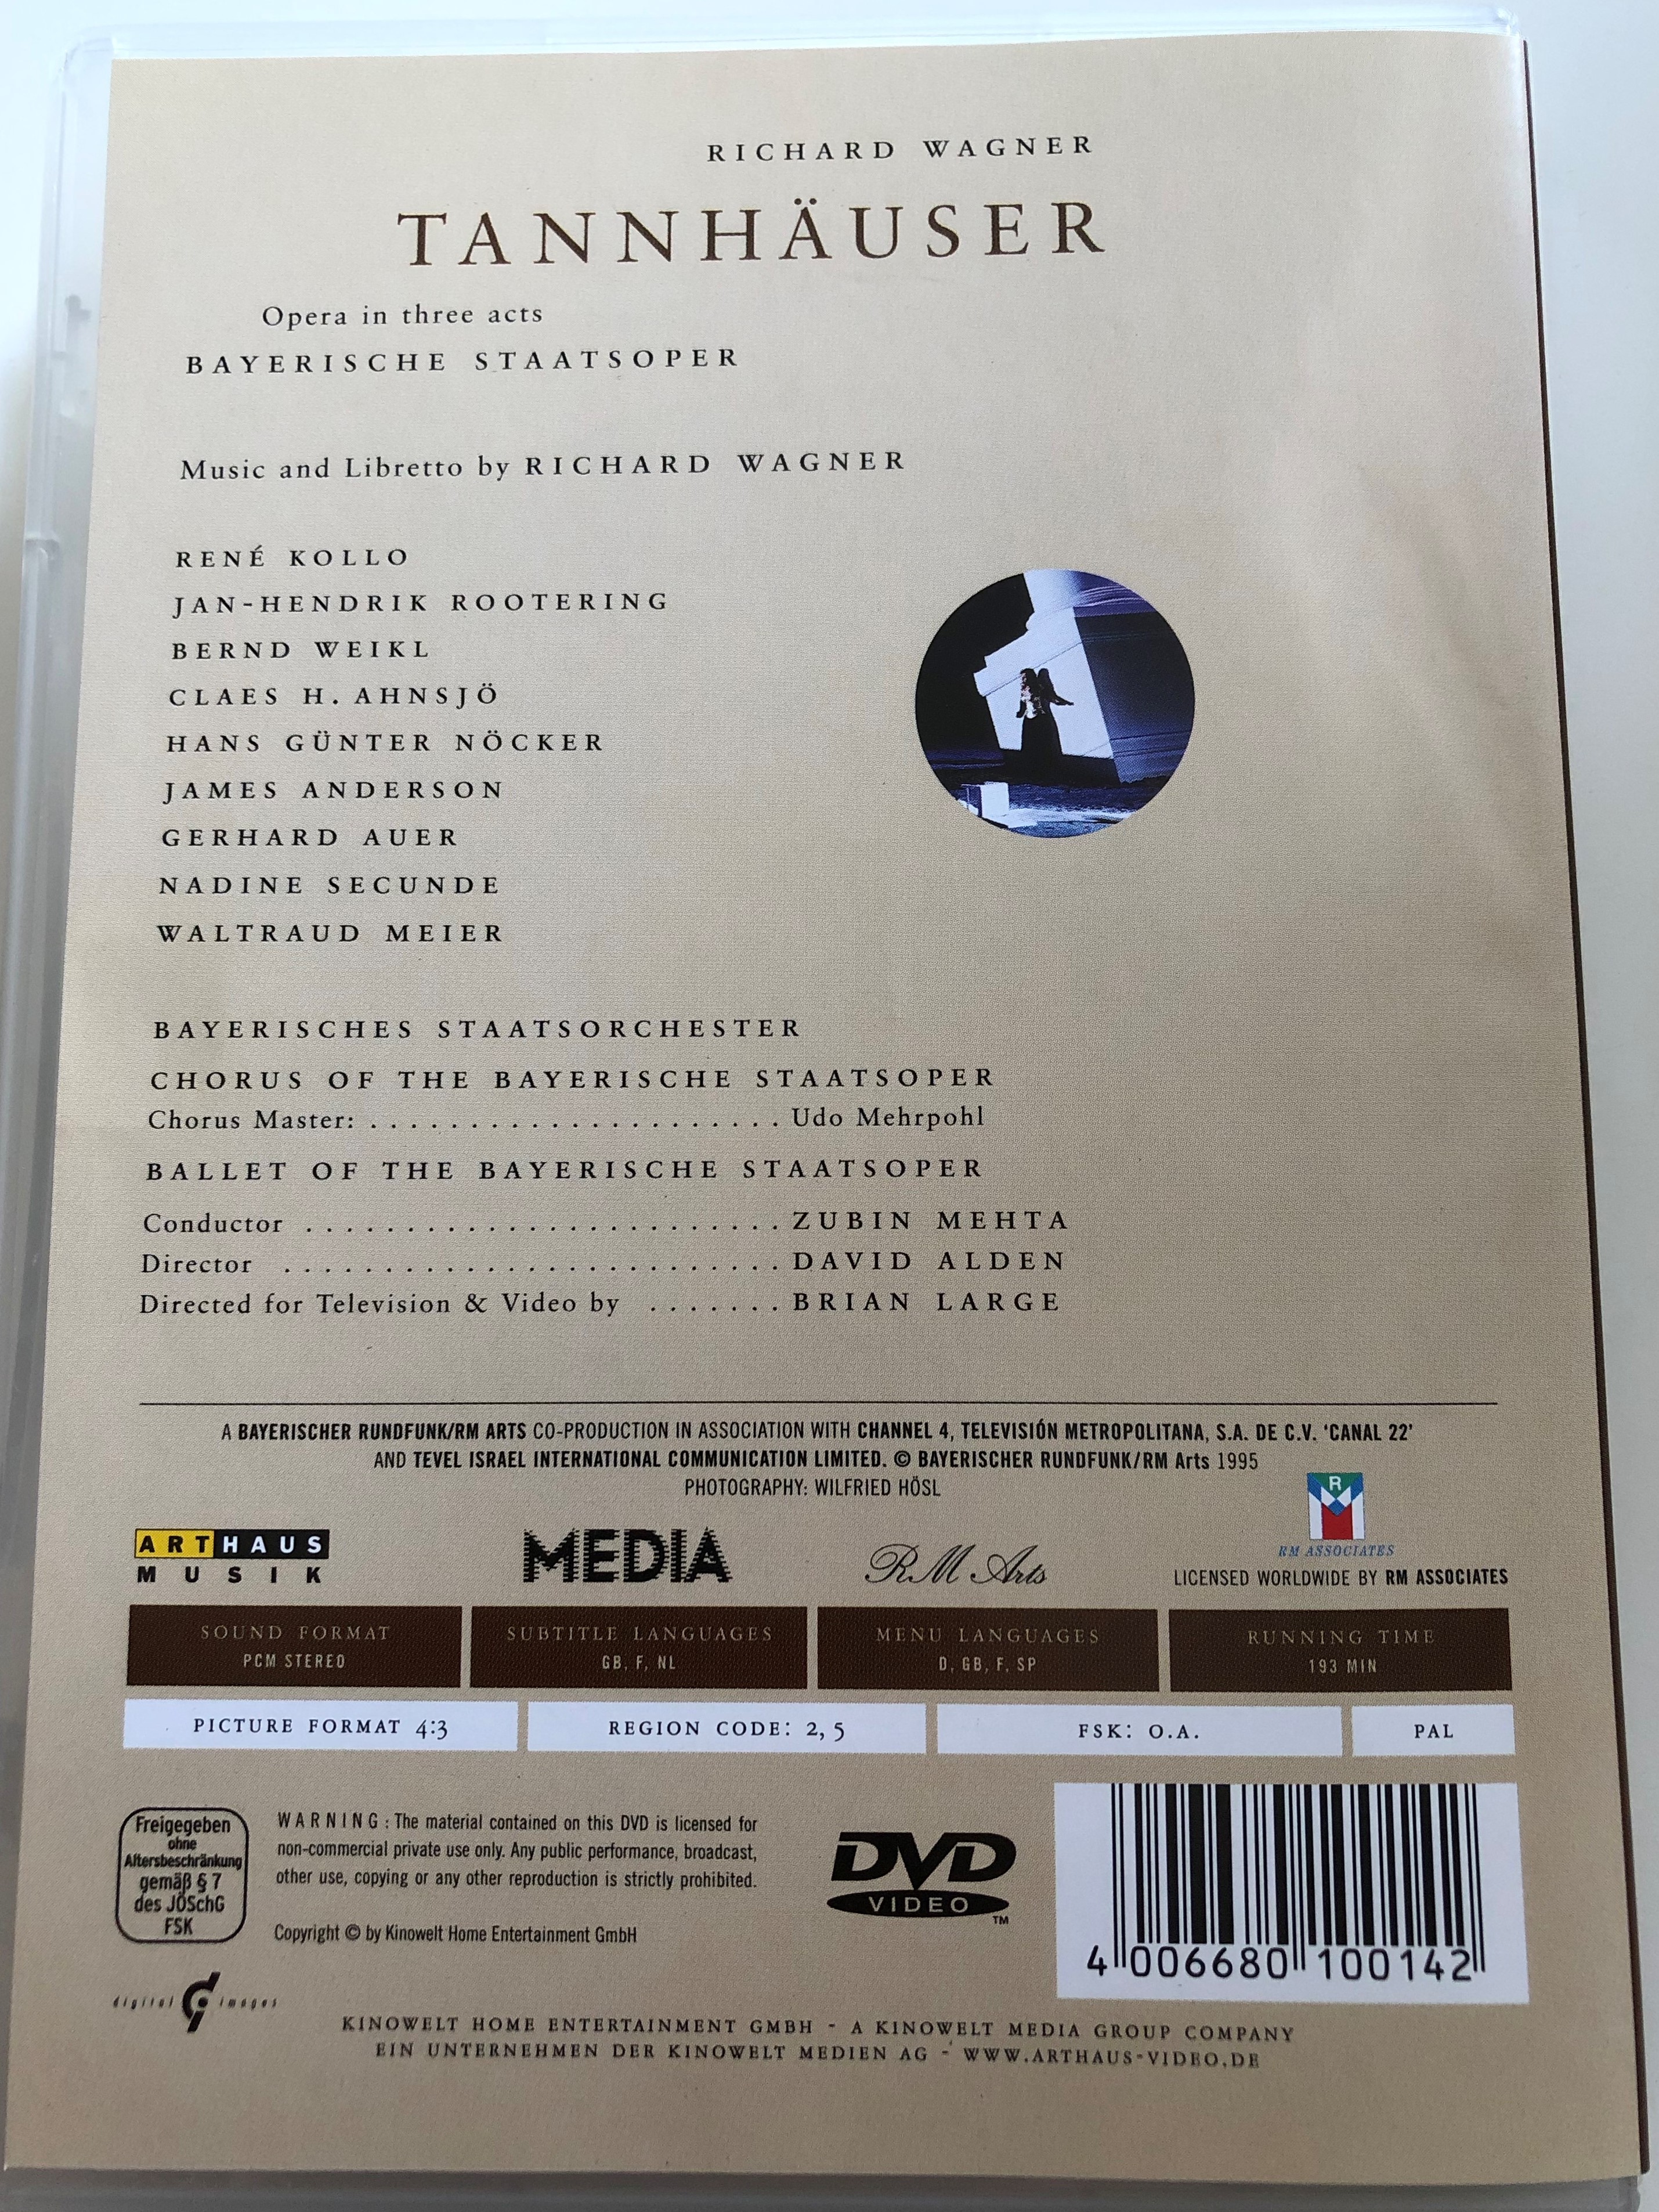 RICHARD WAGNER
TANNHÄUSER
Opera in three acts
BAYERISCHE STAATSOPER
Music and Libretto by RICHARD WAGNER
RENÉ KOLLO
JAN-HENDRIK ROOTERING
BERND WEIKL
CLAES H. AHNSJÖ
HANS GÜNTER NÖCKER
JAMES ANDERSON
GERHARD AUER
NADINE SECUNDE
WALTRAUD MEIER
BAYERISCHES STAATSORCHESTER
CHORUS OF THE BAYERISCHE STAATSOPER
Chorus Master: . . . . . . . . . . . . . . . . . . . . . Udo Mehrpohl
BALLET OF THE BAYERISCHE STAATSOPER
Conductor . . . . . . . . . . . . . . . . . . . . . . . . ZUBIN MEHTA
Director . . . . . . . . . . . . . . . . . . . . . . . . . DAVID ALDEN
Directed for Television & Video by . . . . . . . BRIAN LARGE
A BAYERISCHER RUNDFUNK/RM ARTS CO-PRODUCTION IN ASSOCIATION WITH CHANNEL 4, TELEVISIÓN METROPOLITANA, S.A. DE C.V. 'CANAL 22'
AND TEVEL ISRAEL INTERNATIONAL COMMUNICATION LIMITED. © BAYERISCHER RUNDFUNK/RM Arts 1995
PHOTOGRAPHY: WILFRIED HÖSL
ARTHAUS
MUSIK
MEDIA
RM Arts
RM
RM ASSOCIATES
LICENSED WORLDWIDE BY RM ASSOCIATES
SOUND FORMAT
PCM STEREO
SUBTITLE LANGUAGES
GB, F, NL
MENU LANGUAGES
D, GB, F, SP
RUNNING TIME
193 MIN
PICTURE FORMAT 4:3
REGION CODE: 2, 5
FSK: O.A.
PAL
Freigegeben
ohne
Altersbeschränkung
gemäß § 7
des JÖSchG
FSK
WARNING: The material contained on this DVD is licensed for
non-commercial private use only. Any public performance, broadcast,
other use, copying or any other reproduction is strictly prohibited.
Copyright © by Kinowelt Home Entertainment GmbH
DVD
VIDEO
TM
4 006680 100142
digital images
KINOWELT HOME ENTERTAINMENT GMBH - A KINOWELT MEDIA GROUP COMPANY
EIN UNTERNEHMEN DER KINOWELT MEDIEN AG - WWW.ARTHAUS-VIDEO.DE